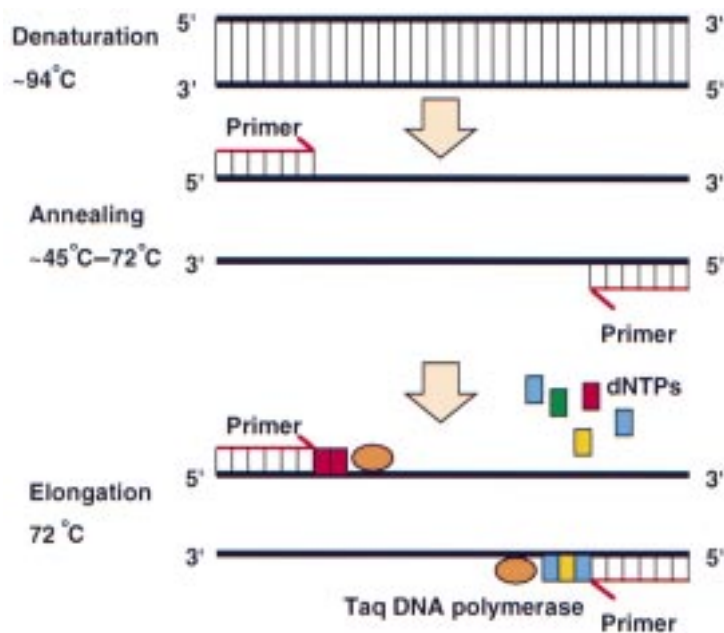 Denaturation
~94°C
5'
3'
3'
5'
Primer
5'
3'
Annealing
~45°C–72°C
3'
5'
Primer
dNTPs
Primer
5'
3'
Elongation
72°C
3'
5'
Taq DNA polymerase
Primer